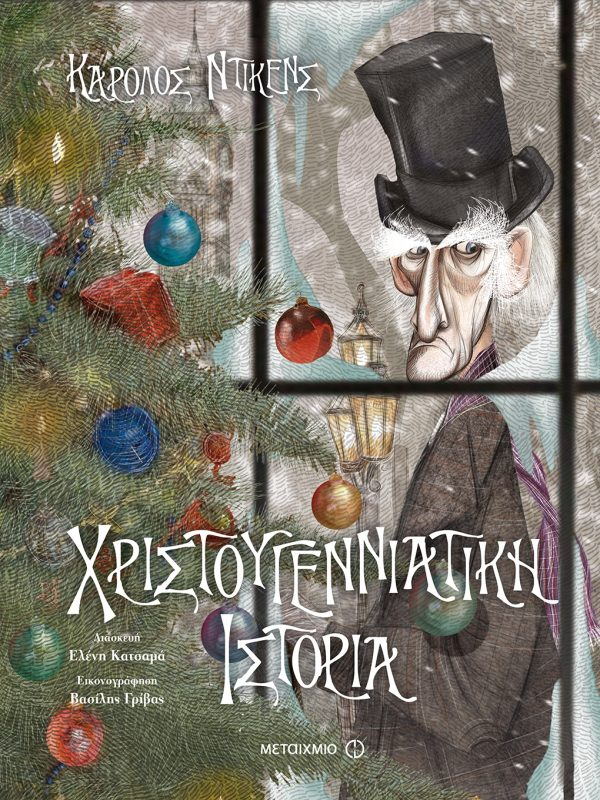 ΚΑΡΟΛΟΣ ΝΤΙΚΕΝΣ
ΧΡΙΣΤΟΥΓΕΝΝΙΑΤΙΚΗ
ΙΣΤΟΡΙΑ
Διασκευή
Ελένη Κατσαμά
Εικονογράφηση
Βασίλης Γρίβας
ΜΕΤΑΙΧΜΙΟ